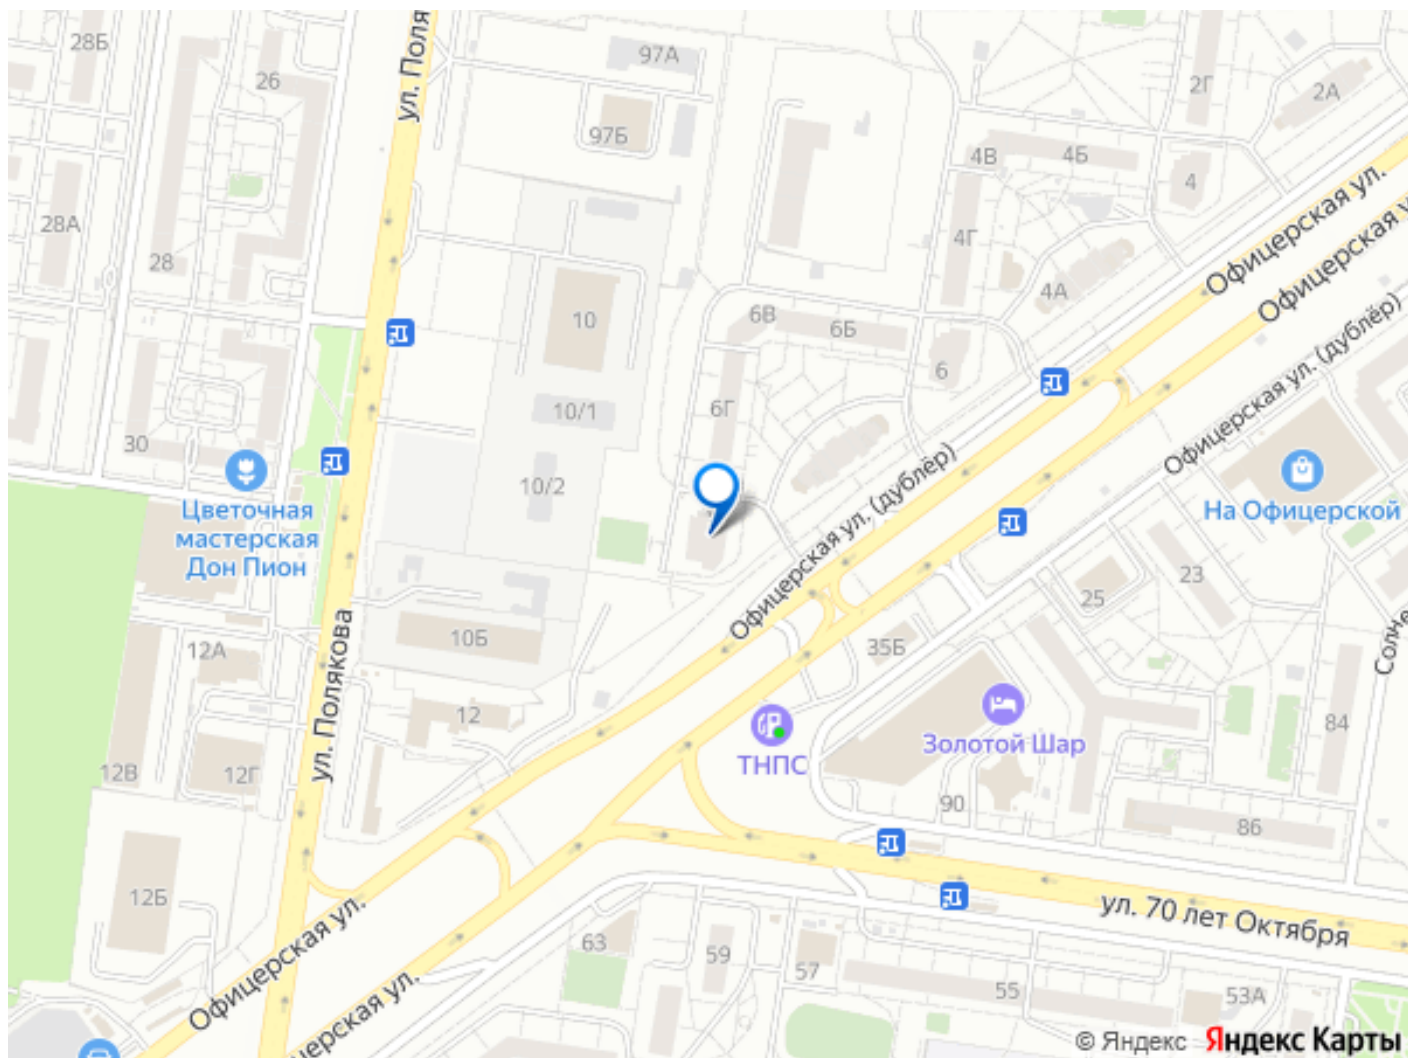 28Б
26
ул. Поля
97А
97Б
2Г
2А
4В
4Б
4
28А
28
4Г
4А
Офицерская ул.
Офицерская у
Офицерская ул. (дублёр)
10
6В
6Б
6
10/1
6Г
30
10/2
Цветочная
мастерская
Дон Пион
На Офицерской
23
25
Офицерская ул. (дублёр)
10Б
35Б
12А
ул. Полякова
12
Солне
84
12В
12Г
ТНПС
Золотой Шар
90
86
12Б
ул. 70 лет Октября
Офицерская ул.
63
59
57
55
53А
церская ул.
© Яндекс Яндекс Карты